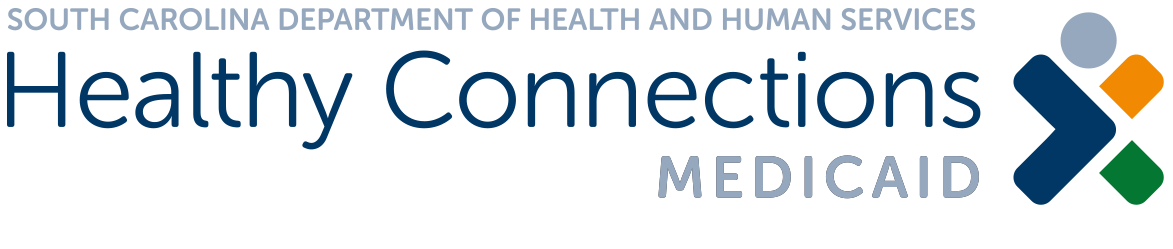 SOUTH CAROLINA DEPARTMENT OF HEALTH AND HUMAN SERVICES
Healthy Connections
MEDICAID